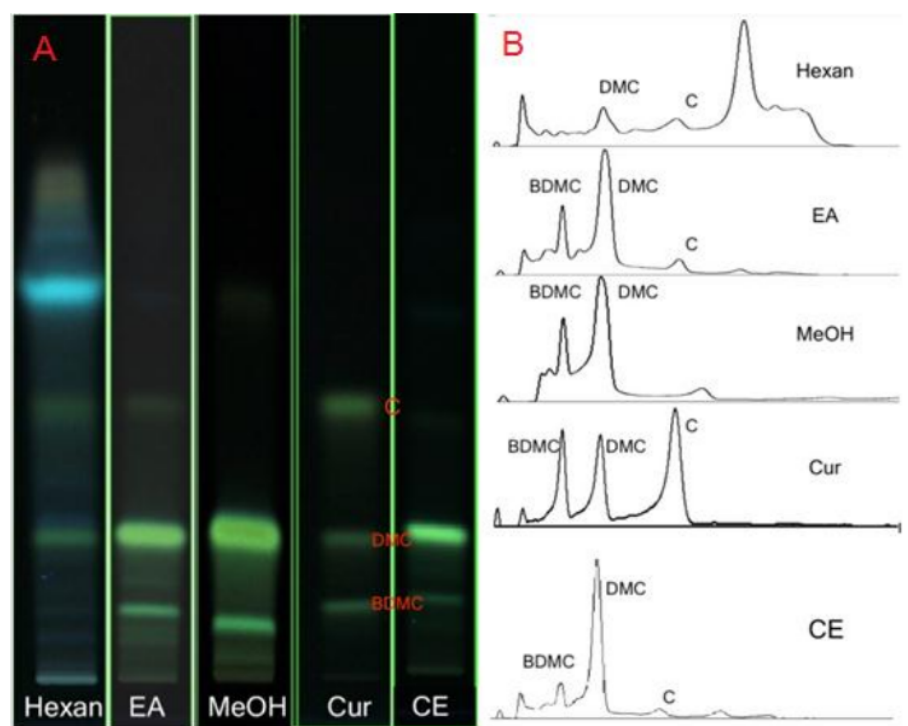 A
C
DMC
BDMC
Hexan EA MeOH Cur CE
B
Hexan
DMC
C
EA
BDMC
DMC
C
MeOH
BDMC
DMC
Cur
BDMC
DMC
C
CE
BDMC
DMC
C